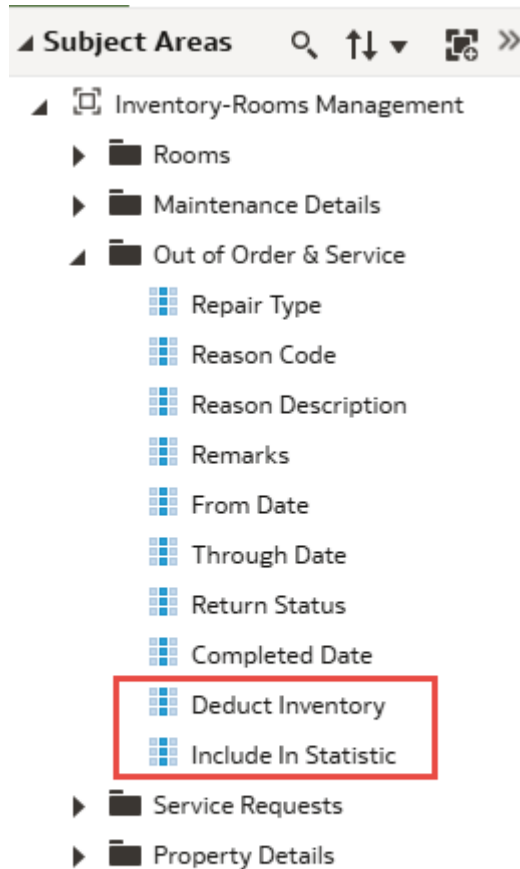 Subject Areas
Inventory-Rooms Management
Rooms
Maintenance Details
Out of Order & Service
Repair Type
Reason Code
Reason Description
Remarks
From Date
Through Date
Return Status
Completed Date
Deduct Inventory
Include In Statistic
Service Requests
Property Details